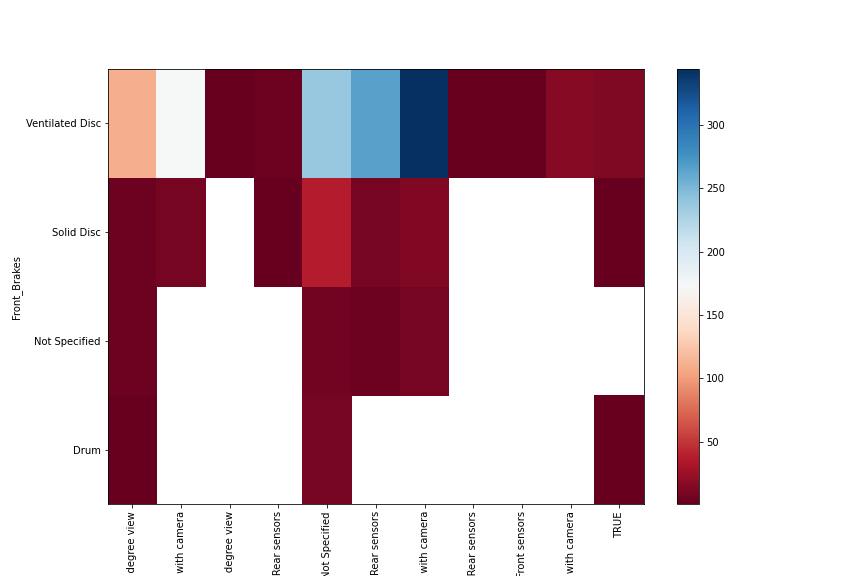 Ventilated Disc
Solid Disc
Not Specified
Drum
Front_Brakes
degree view
with camera
degree view
Rear sensors
Not Specified
Rear sensors
with camera
Rear sensors
Front sensors
with camera
TRUE
300
250
200
150
100
50